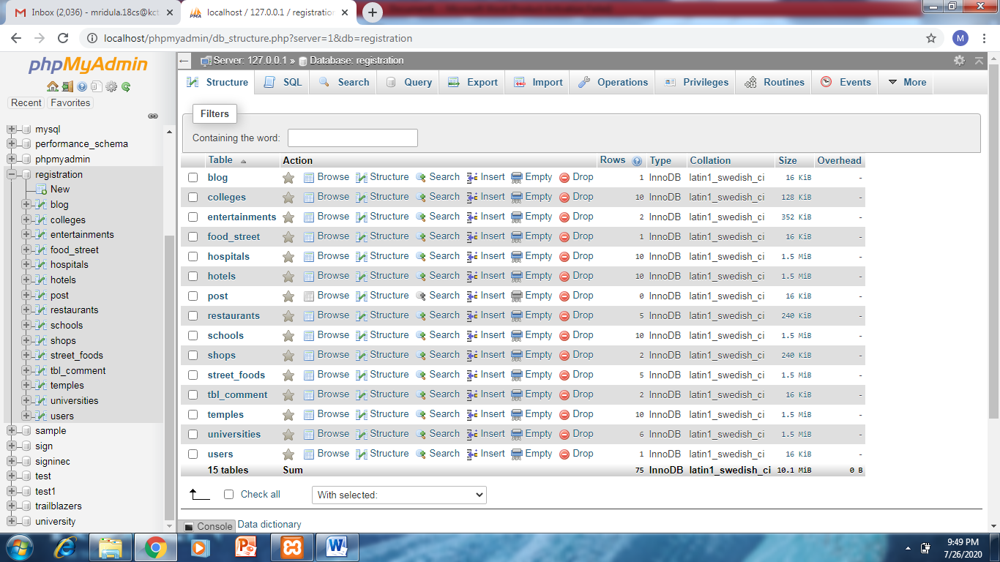 Inbox (2,036) - mridula.18cs@kct
localhost / 127.0.0.1 / registration
localhost/phpmyadmin/db_structure.php?server=1&db=registration
M
phpMyAdmin
Recent Favorites
mysql
performance_schema
phpmyadmin
registration
New
blog
colleges
entertainments
food_street
hospitals
hotels
post
restaurants
schools
shops
street_foods
tbl_comment
temples
universities
users
sample
sign
signinec
test
test1
trailblazers
university
Server: 127.0.0.1 » Database: registration
Structure SQL Search Query Export Import Operations Privileges Routines Events More
Filters
Containing the word:
Table Action Rows Type Collation Size Overhead
blog Browse Structure Search Insert Empty Drop 1 InnoDB latin1_swedish_ci 16 KiB -
colleges Browse Structure Search Insert Empty Drop 10 InnoDB latin1_swedish_ci 128 KiB -
entertainments Browse Structure Search Insert Empty Drop 2 InnoDB latin1_swedish_ci 352 KiB -
food_street Browse Structure Search Insert Empty Drop 1 InnoDB latin1_swedish_ci 16 KiB -
hospitals Browse Structure Search Insert Empty Drop 10 InnoDB latin1_swedish_ci 1.5 MiB -
hotels Browse Structure Search Insert Empty Drop 10 InnoDB latin1_swedish_ci 1.5 MiB -
post Browse Structure Search Insert Empty Drop 0 InnoDB latin1_swedish_ci 16 KiB -
restaurants Browse Structure Search Insert Empty Drop 5 InnoDB latin1_swedish_ci 240 KiB -
schools Browse Structure Search Insert Empty Drop 10 InnoDB latin1_swedish_ci 1.5 MiB -
shops Browse Structure Search Insert Empty Drop 2 InnoDB latin1_swedish_ci 240 KiB -
street_foods Browse Structure Search Insert Empty Drop 5 InnoDB latin1_swedish_ci 1.5 MiB -
tbl_comment Browse Structure Search Insert Empty Drop 2 InnoDB latin1_swedish_ci 16 KiB -
temples Browse Structure Search Insert Empty Drop 10 InnoDB latin1_swedish_ci 1.5 MiB -
universities Browse Structure Search Insert Empty Drop 6 InnoDB latin1_swedish_ci 1.5 MiB -
users Browse Structure Search Insert Empty Drop 1 InnoDB latin1_swedish_ci 16 KiB -
15 tables Sum 75 InnoDB latin1_swedish_ci 10.1 MiB 0 B
Check all With selected:
Console Data dictionary
9:49 PM
7/26/2020